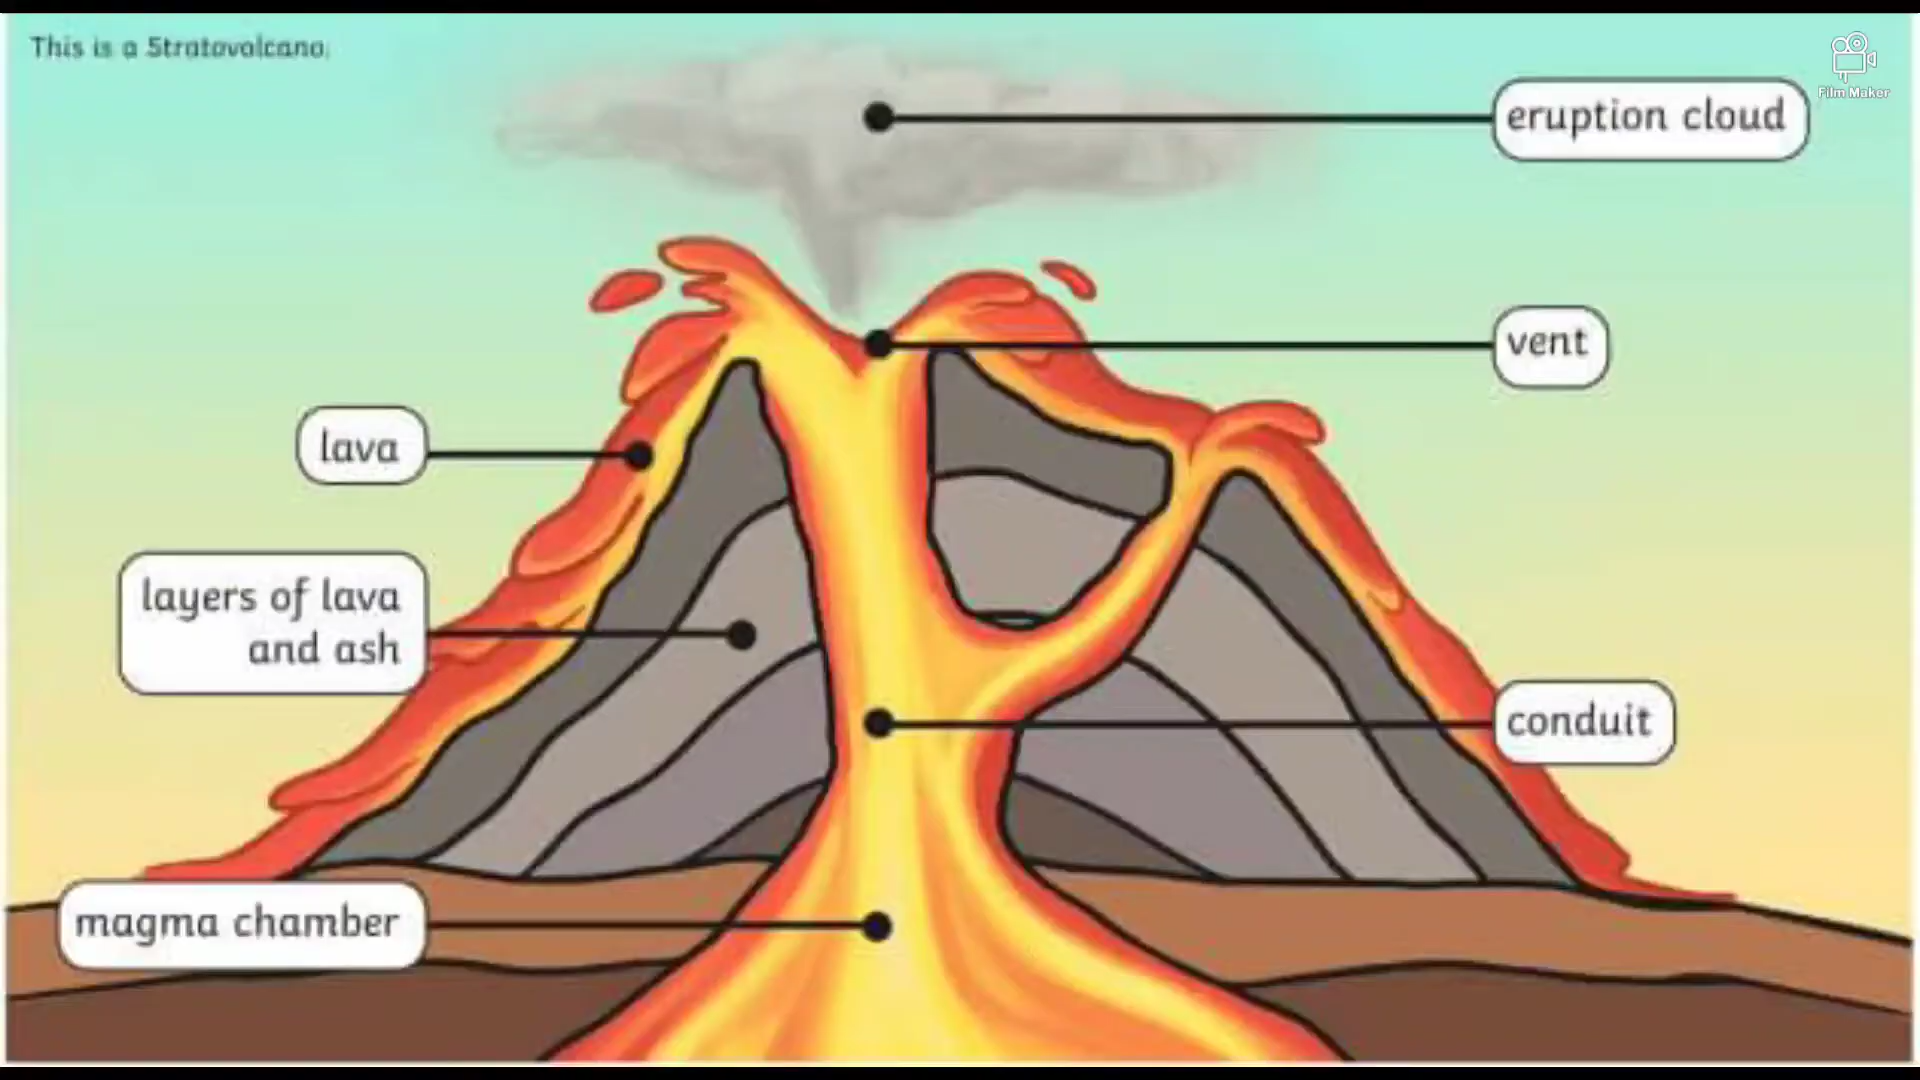 This is a Stratovolcano.
Film Maker
eruption cloud
vent
lava
layers of lava
and ash
conduit
magma chamber